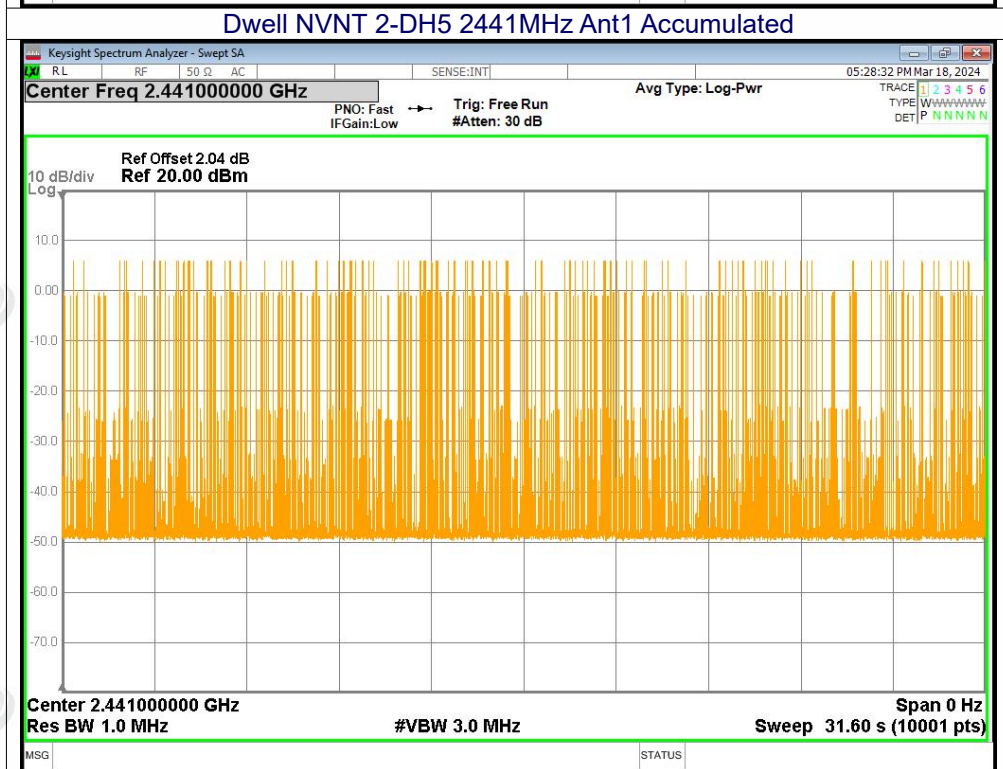 Dwell NVNT 2-DH5 2441MHz Ant1 Accumulated
Keysight Spectrum Analyzer - Swept SA
LXI RL RF 50 Ω AC SENSE:INT 05:28:32 PM Mar 18, 2024
Center Freq 2.441000000 GHz Avg Type: Log-Pwr TRACE 1 2 3 4 5 6
PNO: Fast Trig: Free Run TYPE WWWWWWW
IFGain:Low #Atten: 30 dB DET P N N N N N
Ref Offset 2.04 dB
10 dB/div Ref 20.00 dBm
Log
10.0
0.00
-10.0
-20.0
-30.0
-40.0
-50.0
-60.0
-70.0
Center 2.441000000 GHz Span 0 Hz
Res BW 1.0 MHz #VBW 3.0 MHz Sweep 31.60 s (10001 pts)
MSG STATUS